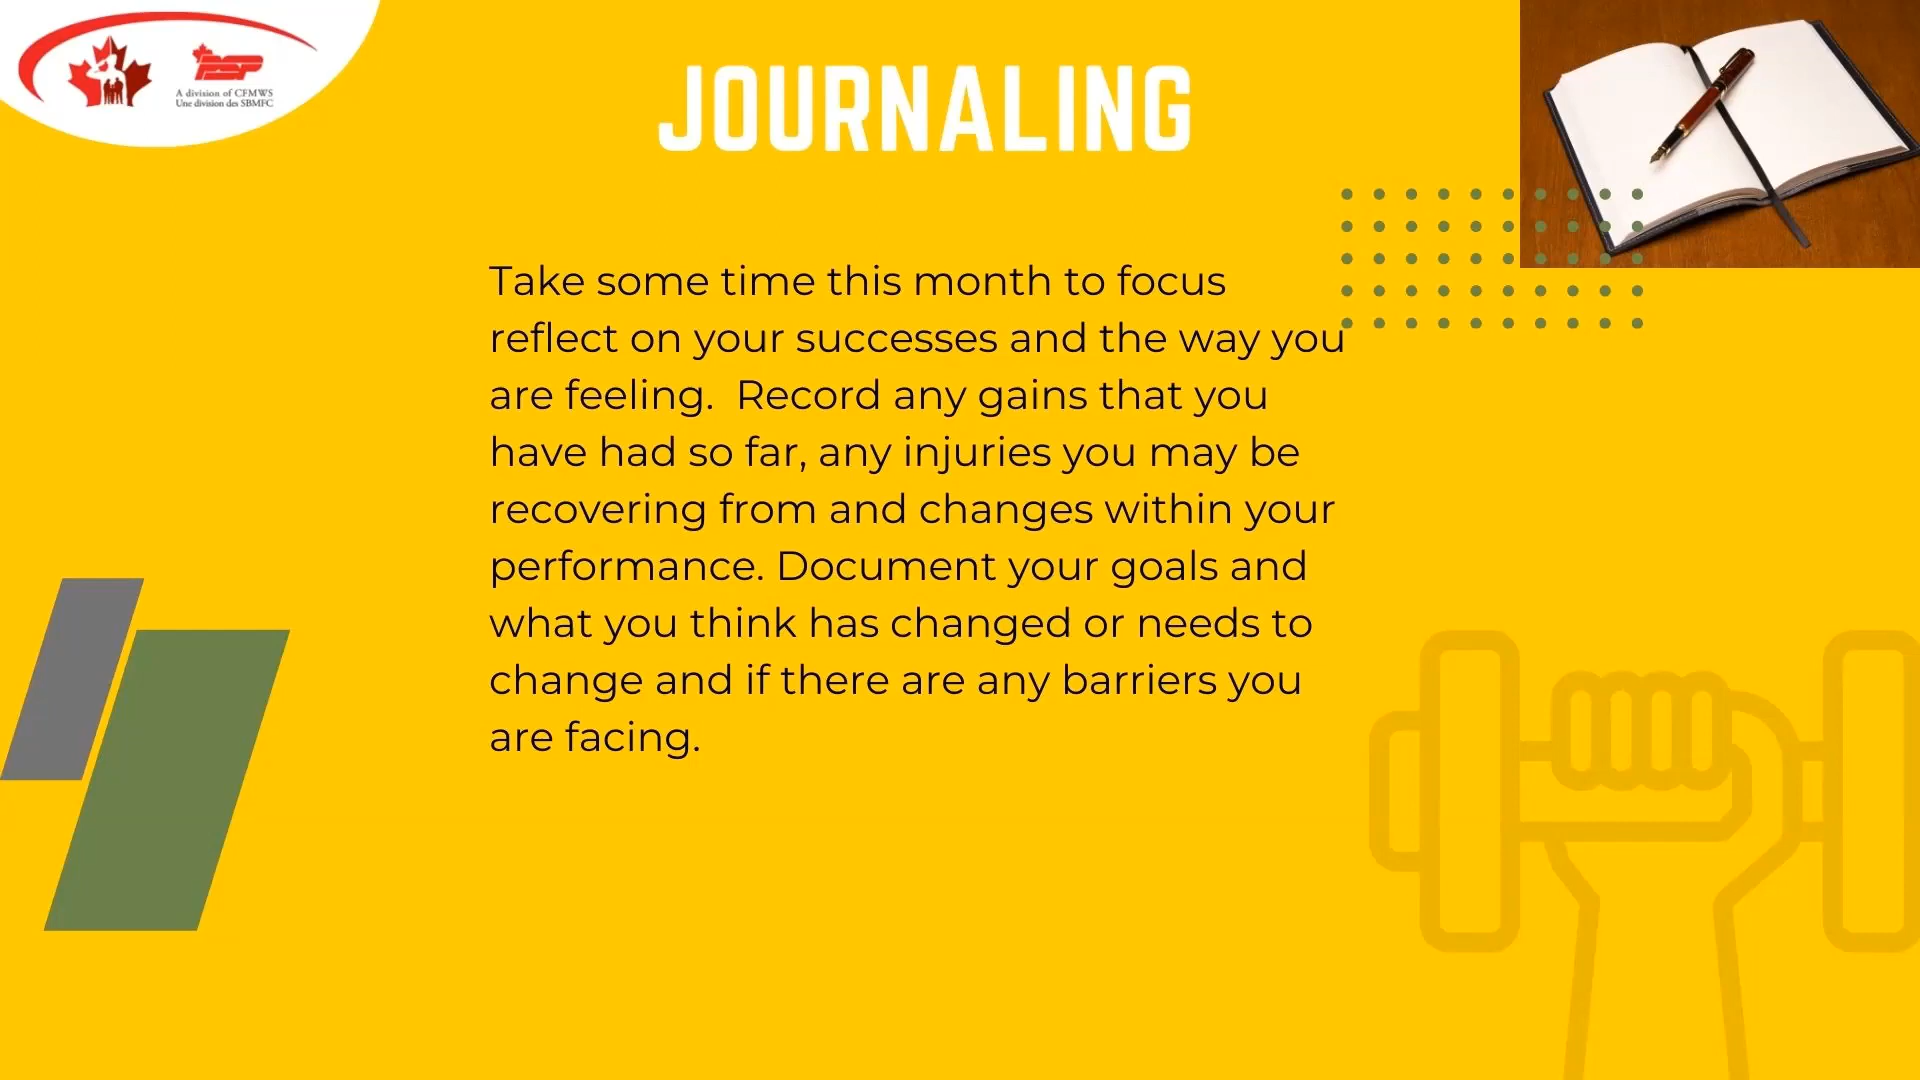 PSP
A division of CFMWS
Une division des SBMFC
JOURNALING
Take some time this month to focus
reflect on your successes and the way you
are feeling.  Record any gains that you
have had so far, any injuries you may be
recovering from and changes within your
performance. Document your goals and
what you think has changed or needs to
change and if there are any barriers you
are facing.